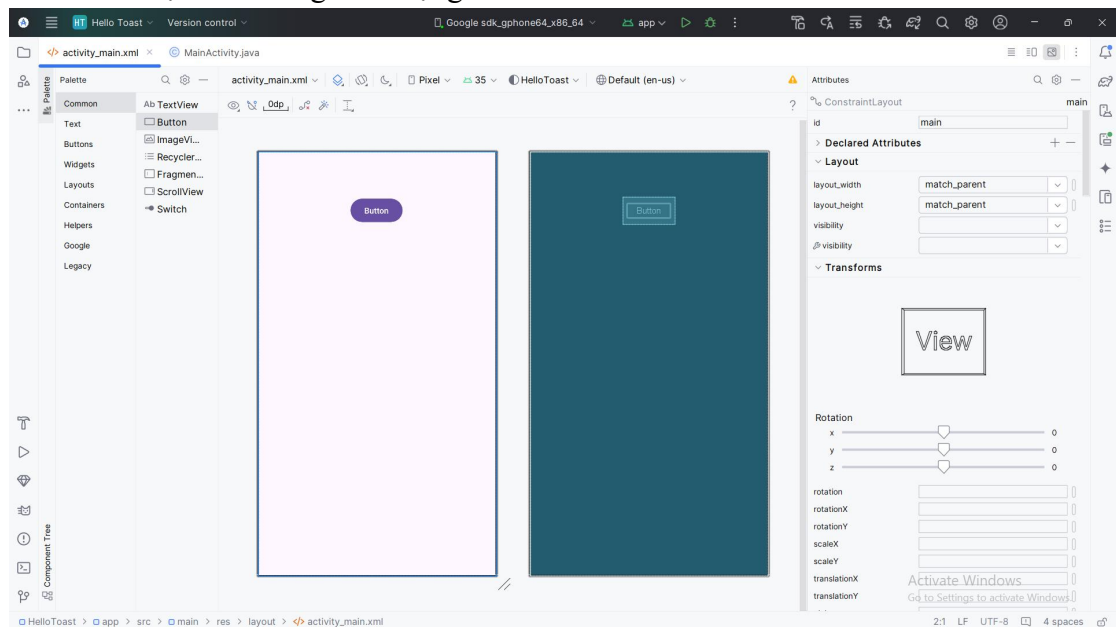 HT Hello Toast Version control Google sdk_gphone64_x86_64 app
activity_main.xml MainActivity.java
Palette
Palette activity_main.xml Pixel 35 HelloToast Default (en-us) Attributes
Common Ab TextView 0dp ? ConstraintLayout main
Text Button id main
Buttons ImageVi... Declared Attributes
Widgets Recycler... Layout
Layouts Fragmen... layout_width match_parent
Containers ScrollView layout_height match_parent
Helpers Switch visibility
Google visibility
Legacy Transforms
Button Button
View
Rotation
x 0
y 0
z 0
rotation
rotationX
rotationY
scaleX
scaleY
translationX
translationY
Component Tree
Activate Windows
Go to Settings to activate Windows.
HelloToast > app > src > main > res > layout > activity_main.xml 2:1 LF UTF-8 4 spaces